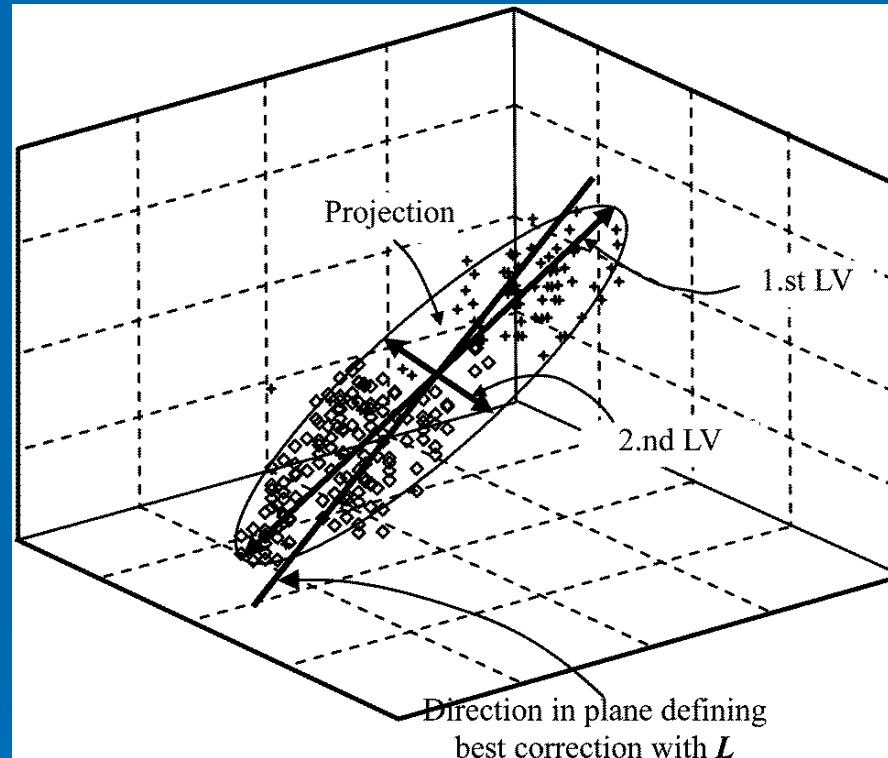 Projection
1.st LV
2.nd LV
Direction in plane defining
best correction with L